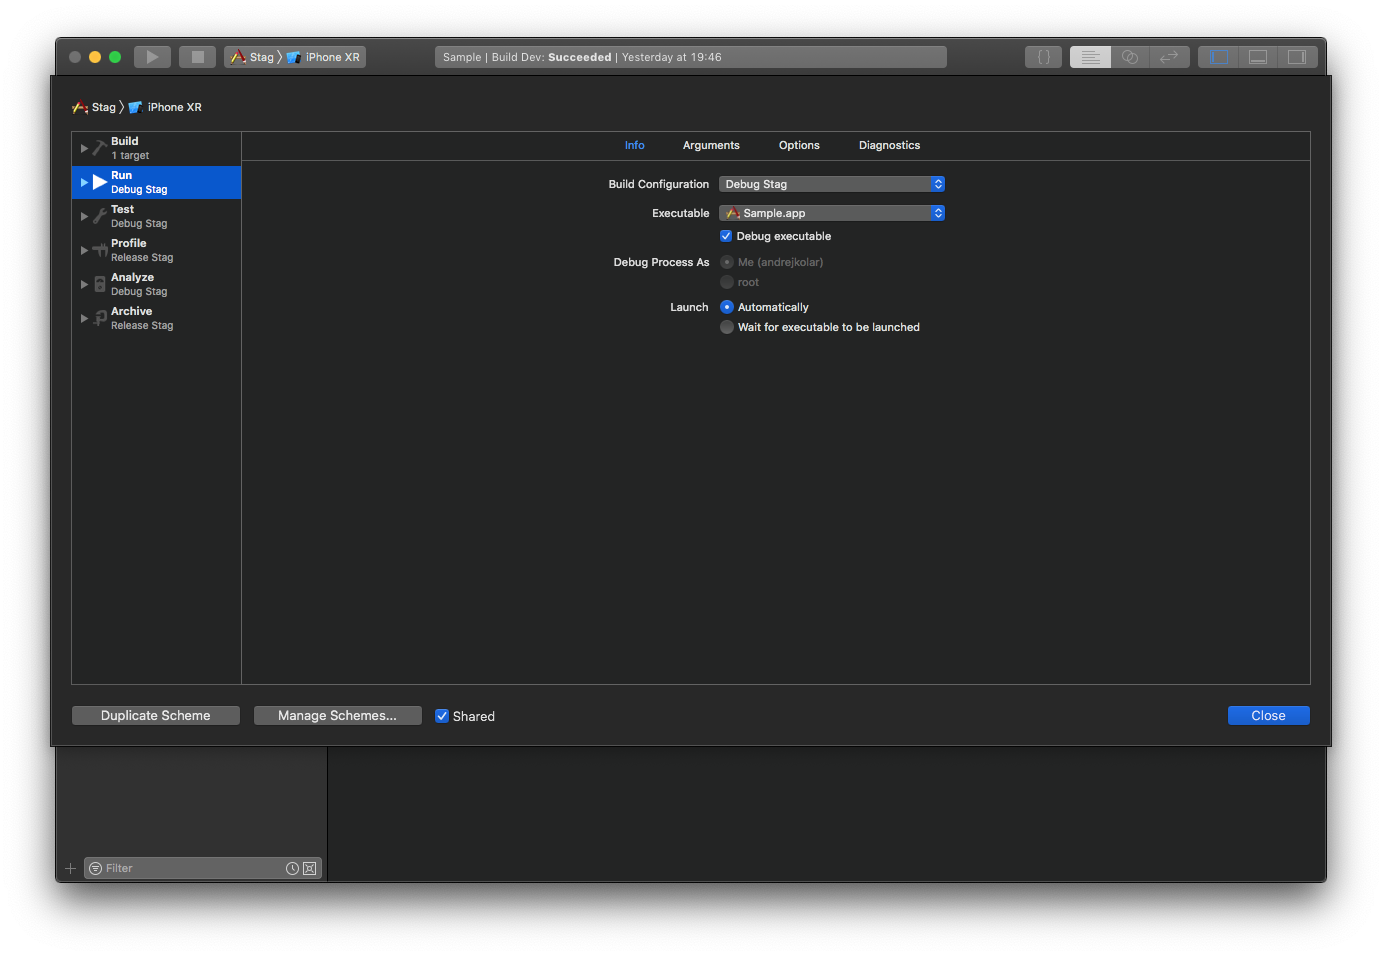 Stag iPhone XR
Sample | Build Dev: Succeeded | Yesterday at 19:46
{ }
Stag iPhone XR
Build
1 target
Run
Debug Stag
Test
Debug Stag
Profile
Release Stag
Analyze
Debug Stag
Archive
Release Stag
Info Arguments Options Diagnostics
Build Configuration Debug Stag
Executable Sample.app
Debug executable
Debug Process As Me (andrejkolar)
root
Launch Automatically
Wait for executable to be launched
Duplicate Scheme Manage Schemes... Shared Close
Filter